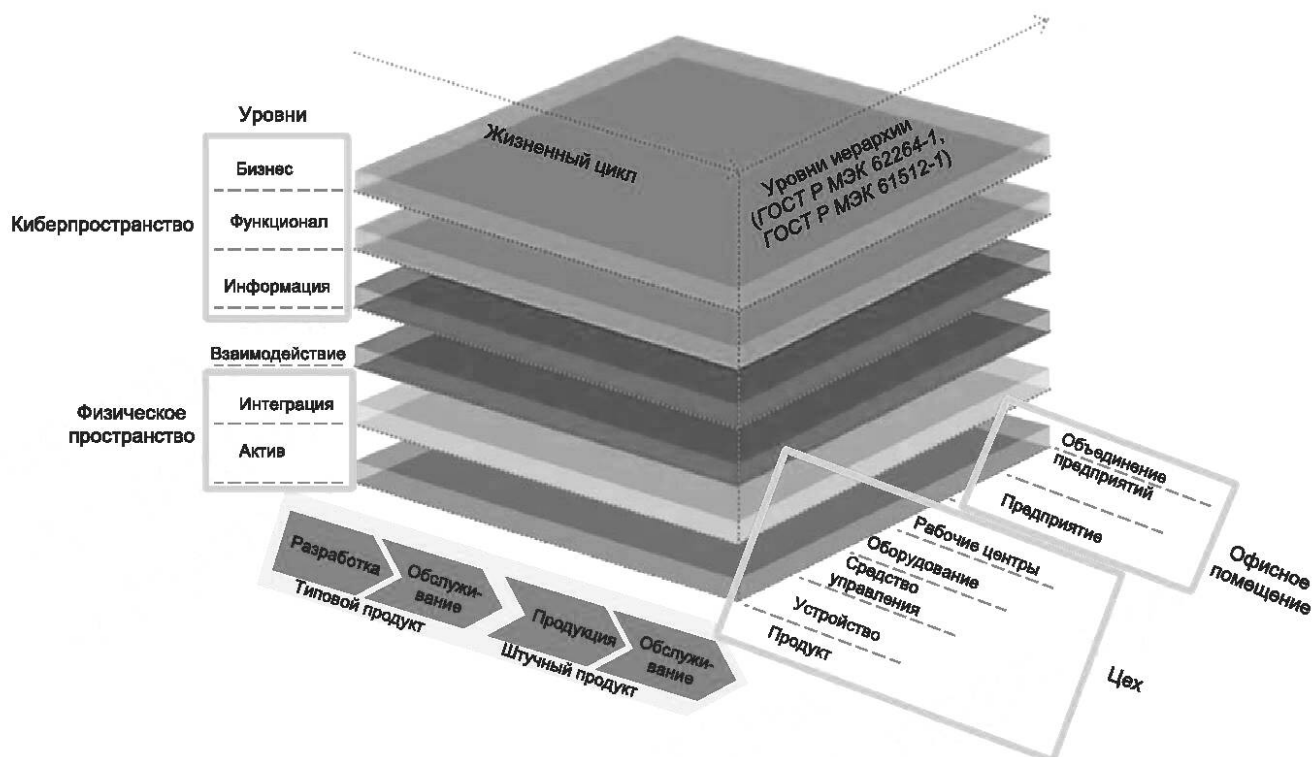 Уровни
Бизнес
Функционал
Информация
Киберпространство
Взаимодействие
Интеграция
Актив
Физическое
пространство
Жизненный цикл
Уровни иерархии
(ГОСТ Р МЭК 62264-1,
ГОСТ Р МЭК 61512-1)
Разработка
Обслужи-
вание
Типовой продукт
Продукция
Обслужи-
вание
Штучный продукт
Объединение
предприятий
Предприятие
Офисное
помещение
Рабочие центры
Оборудование
Средство
управления
Устройство
Продукт
Цех